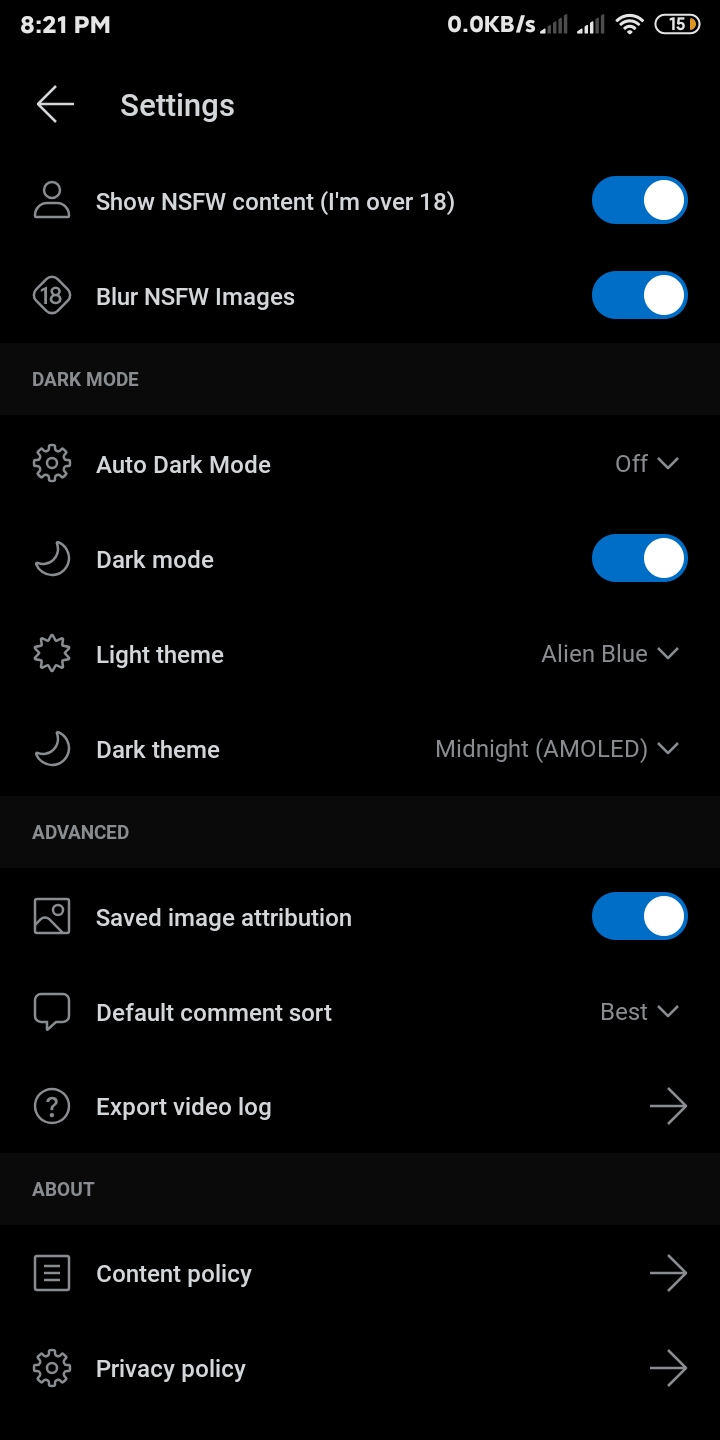 8:21 PM 0.0KB/s 15
Settings
Show NSFW content (I'm over 18)
18 Blur NSFW Images
DARK MODE
Auto Dark Mode Off
Dark mode
Light theme Alien Blue
Dark theme Midnight (AMOLED)
ADVANCED
Saved image attribution
Default comment sort Best
? Export video log
ABOUT
Content policy
Privacy policy